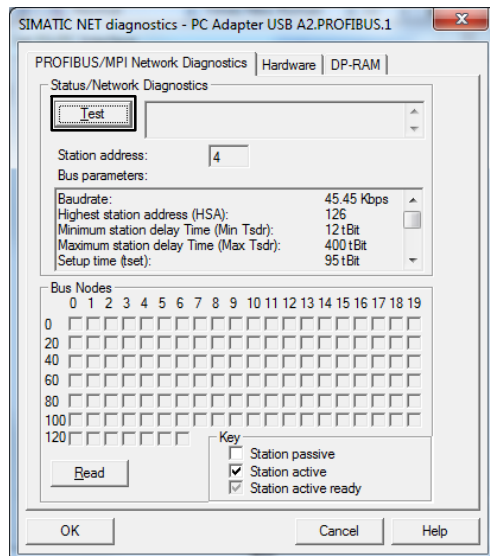 SIMATIC NET diagnostics - PC Adapter USB A2.PROFIBUS.1
PROFIBUS/MPI Network Diagnostics Hardware DP-RAM
Status/Network Diagnostics
Test
Station address: 4
Bus parameters:
Baudrate: 45.45 Kbps
Highest station address (HSA): 126
Minimum station delay Time (Min Tsdr): 12 tBit
Maximum station delay Time (Max Tsdr): 400 tBit
Setup time (tset): 95 tBit
Bus Nodes
0 1 2 3 4 5 6 7 8 9 10 11 12 13 14 15 16 17 18 19
0
20
40
60
80
100
120
Key
Station passive
Read
Station active
Station active ready
OK Cancel Help